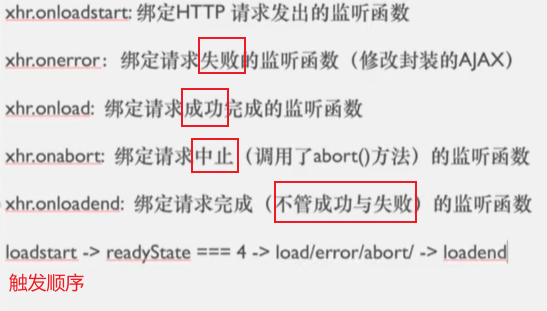 xhr.onloadstart: 绑定HTTP 请求发出的监听函数
xhr.onerror：绑定请求失败的监听函数（修改封装的AJAX）
xhr.onload: 绑定请求成功完成的监听函数
xhr.onabort: 绑定请求中止（调用了abort()方法）的监听函数
xhr.onloadend: 绑定请求完成（不管成功与失败）的监听函数
loadstart -> readyState === 4 -> load/error/abort/ -> loadend
触发顺序